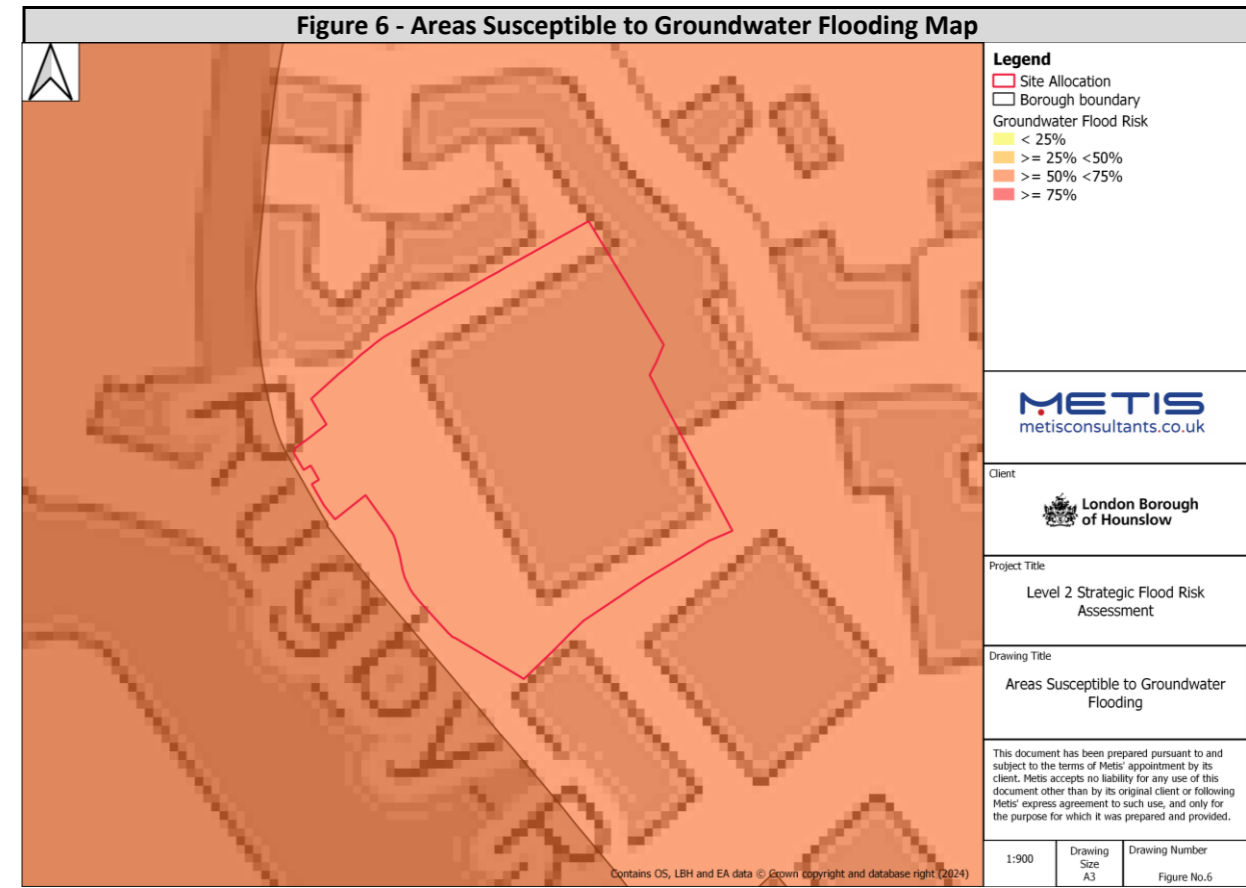 Figure 6 - Areas Susceptible to Groundwater Flooding Map
Legend
Site Allocation
Borough boundary
Groundwater Flood Risk
< 25%
>= 25% <50%
>= 50% <75%
>= 75%
METIS
metisconsultants.co.uk
Client
London Borough
of Hounslow
Project Title
Level 2 Strategic Flood Risk
Assessment
Drawing Title
Areas Susceptible to Groundwater
Flooding
This document has been prepared pursuant to and
subject to the terms of Metis' appointment by its
client. Metis accepts no liability for any use of this
document other than by its original client or following
Metis' express agreement to such use, and only for
the purpose for which it was prepared and provided.
1:900
Drawing
Size
A3
Drawing Number
Figure No.6
Rugby R
Contains OS, LBH and EA data © Crown copyright and database right (2024)